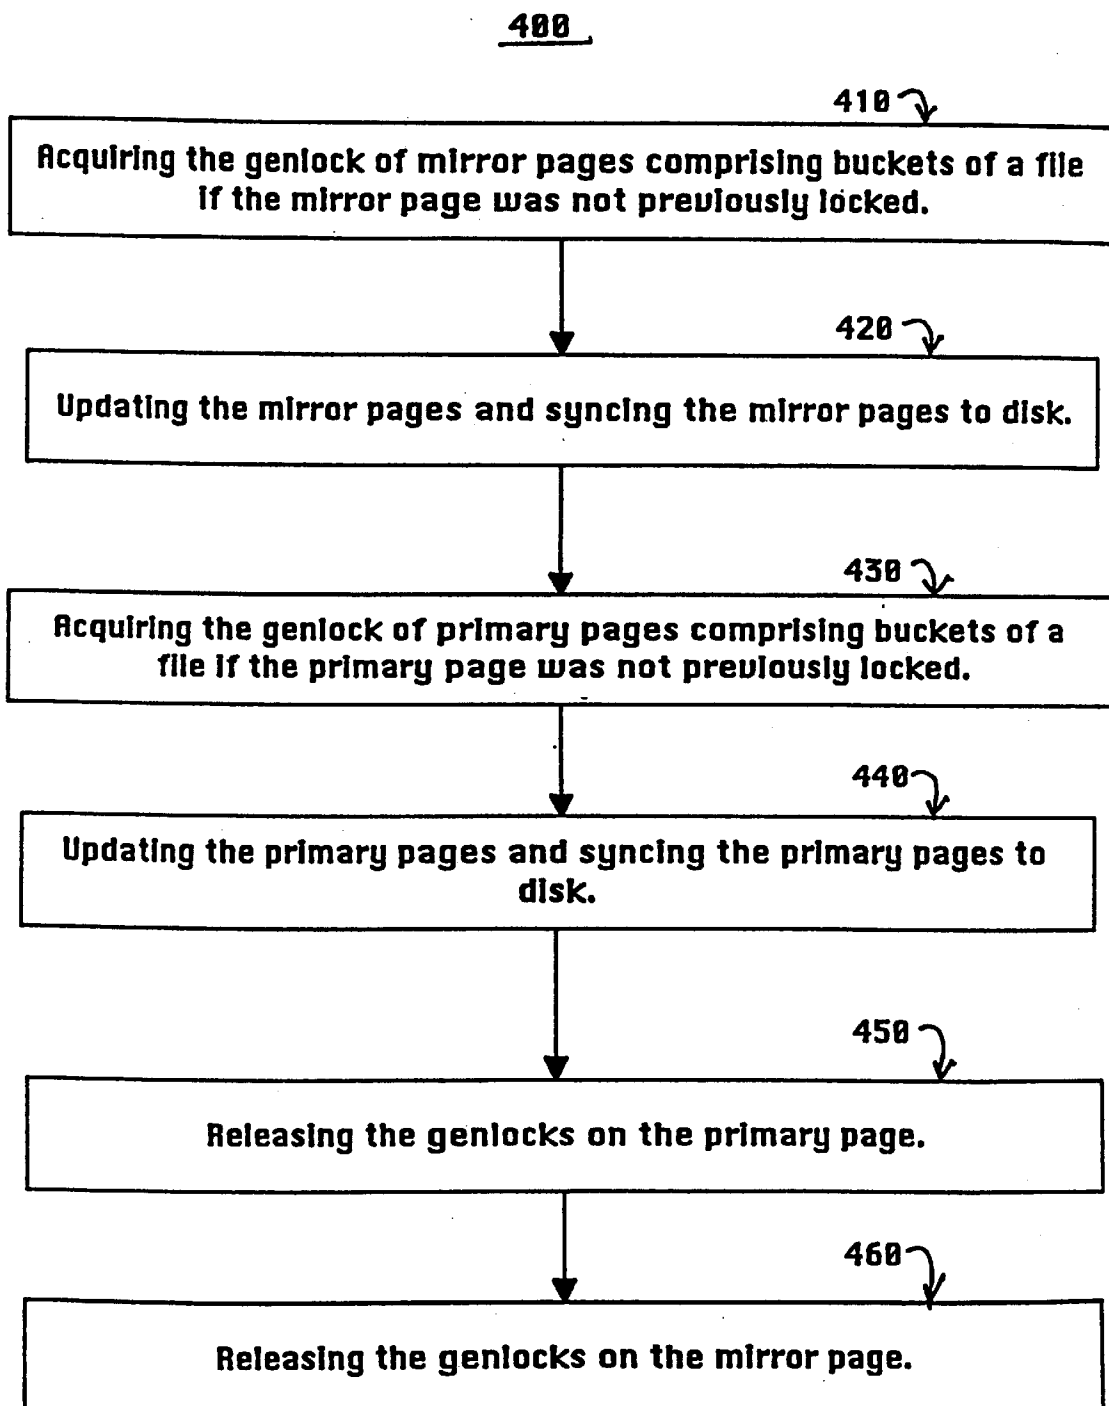 400
410
Acquiring the genlock of mirror pages comprising buckets of a file
if the mirror page was not previously locked.
420
Updating the mirror pages and syncing the mirror pages to disk.
430
Acquiring the genlock of primary pages comprising buckets of a
file if the primary page was not previously locked.
440
Updating the primary pages and syncing the primary pages to
disk.
450
Releasing the genlocks on the primary page.
460
Releasing the genlocks on the mirror page.